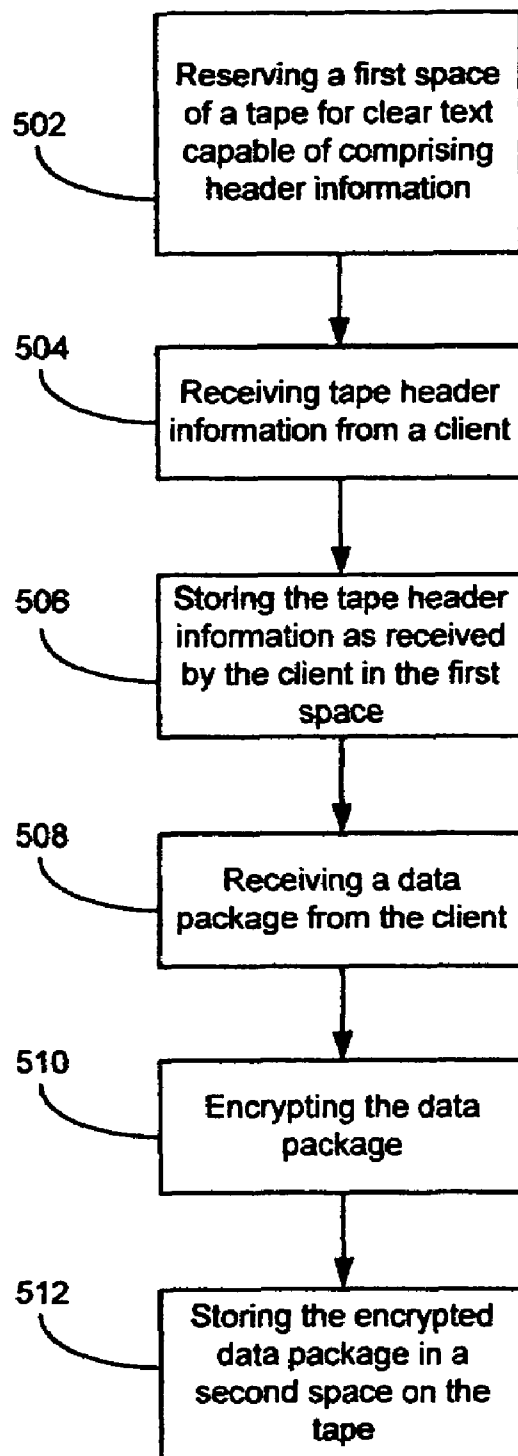 502
Reserving a first space
of a tape for clear text
capable of comprising
header information
504
Receiving tape header
information from a client
506
Storing the tape header
information as received
by the client in the first
space
508
Receiving a data
package from the client
510
Encrypting the data
package
512
Storing the encrypted
data package in a
second space on the
tape